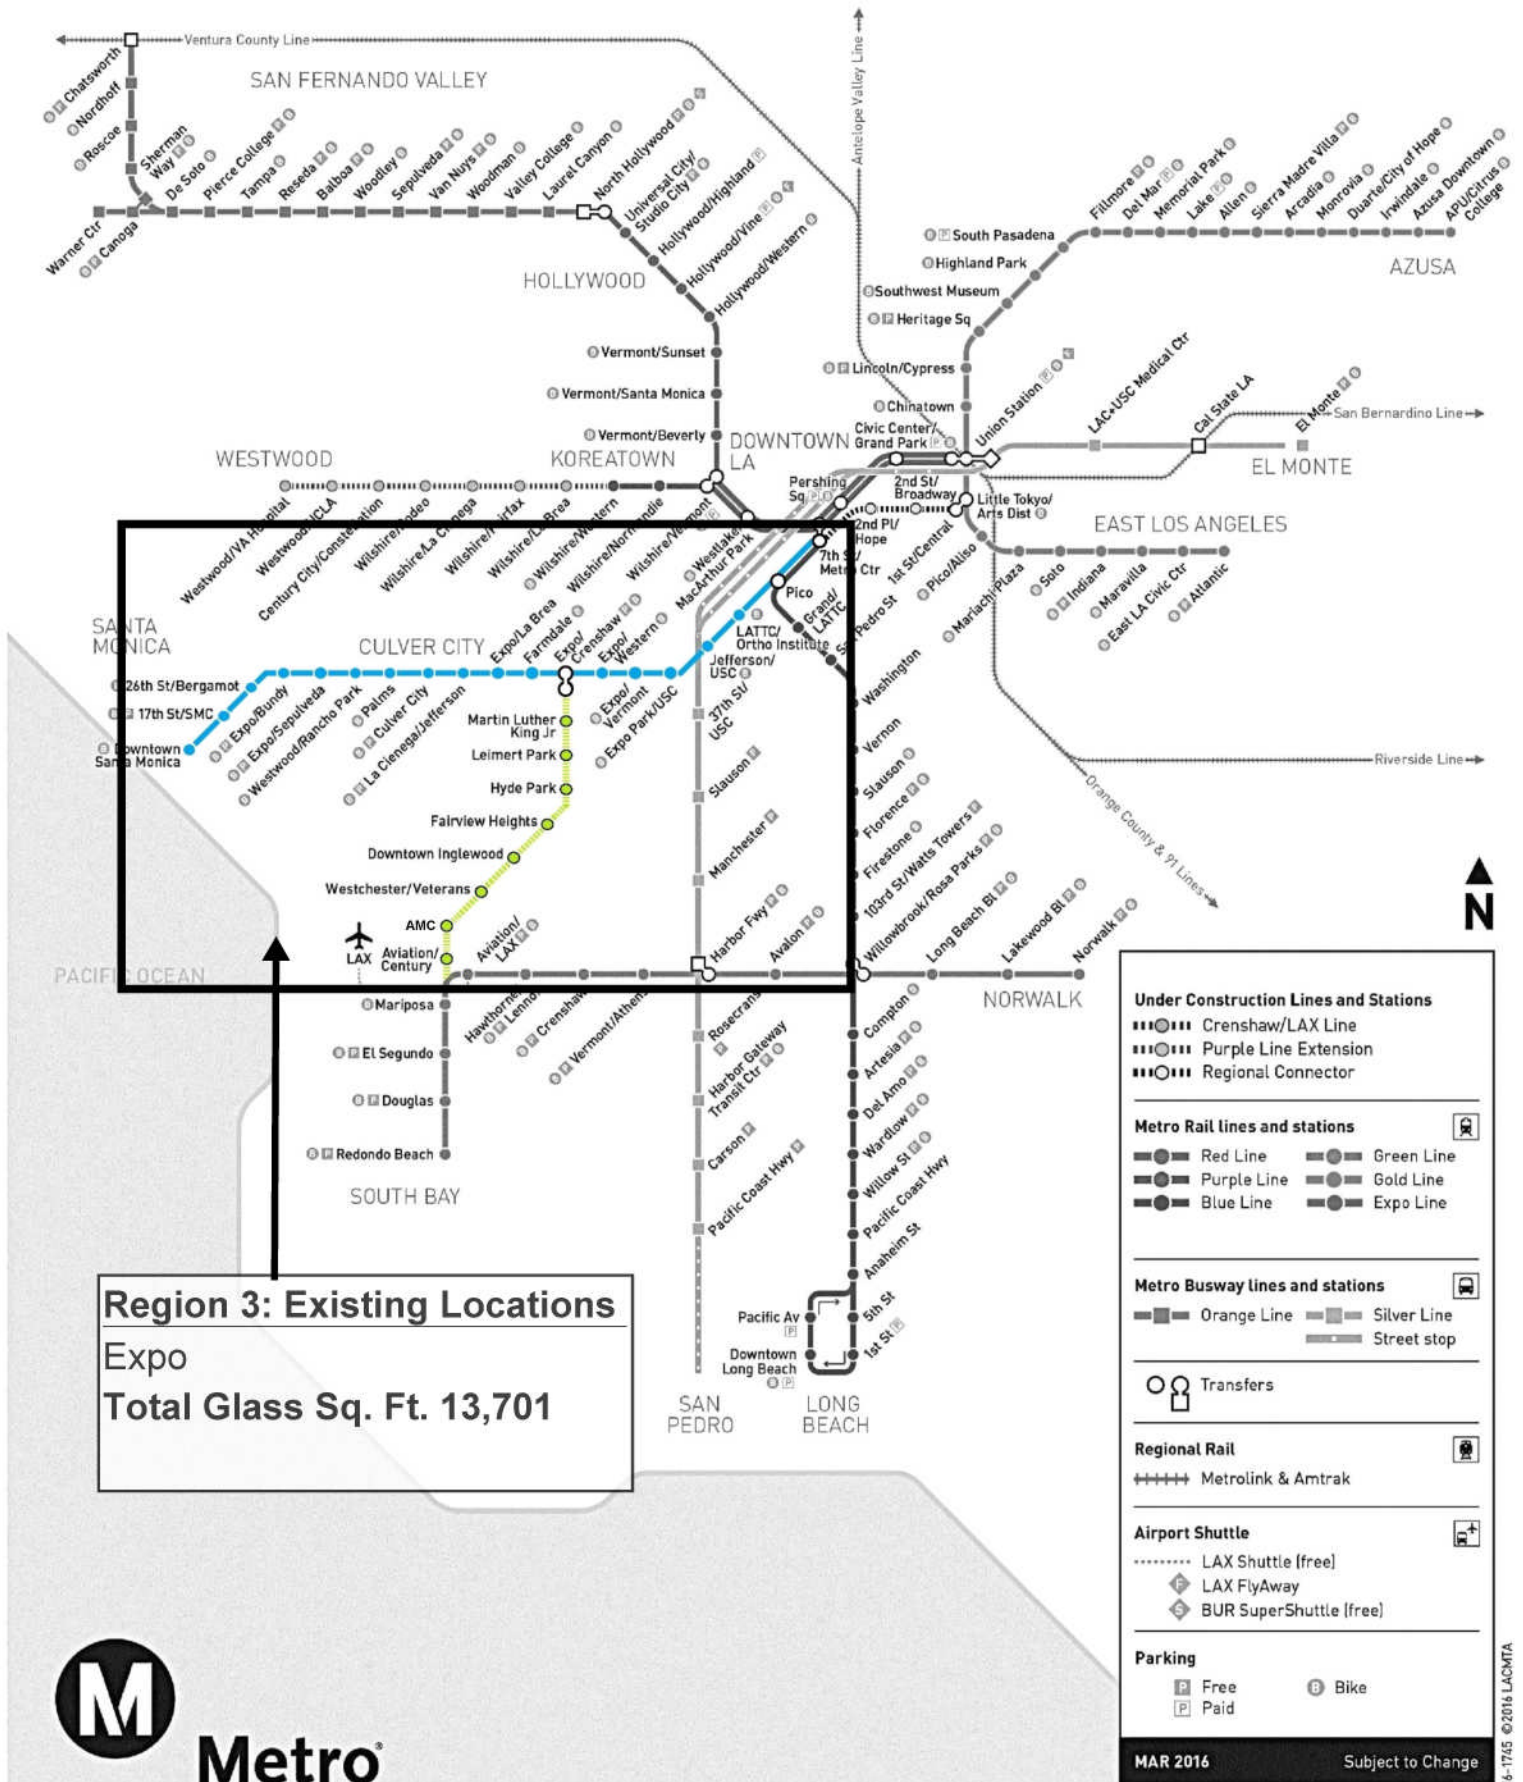 Ventura County Line
Antelope Valley Line
SAN FERNANDO VALLEY
Chatsworth
Nordhoff
Roscoe
Sherman
Way
Warner Ctr
Canoga
De Soto
Pierce College
Tampa
Reseda
Balboa
Woodley
Sepulveda
Van Nuys
Woodman
Valley College
Laurel Canyon
North Hollywood
Universal City/
Studio City
Hollywood/Highland
Hollywood/Vine
Hollywood/Western
HOLLYWOOD
Vermont/Sunset
Vermont/Santa Monica
Vermont/Beverly
Fillmore
Del Mar
Memorial Park
Lake
Allen
Sierra Madre Villa
Arcadia
Monrovia
Duarte/City of Hope
Irwindale
Azusa Downtown
APU/Citrus
College
AZUSA
South Pasadena
Highland Park
Southwest Museum
Heritage Sq
Lincoln/Cypress
Chinatown
Union Station
LAC+USC Medical Ctr
Cal State LA
El Monte
San Bernardino Line
EL MONTE
WESTWOOD
KOREATOWN
DOWNTOWN
LA
Civic Center/
Grand Park
Pershing
Sq
2nd St/
Broadway
Little Tokyo/
Arts Dist
2nd Pl/
Hope
7th St/
Metro Ctr
1st St/Central
EAST LOS ANGELES
Westwood/VA Hospital
Westwood/UCLA
Century City/Constellation
Wilshire/Rodeo
Wilshire/La Cienega
Wilshire/Fairfax
Wilshire/La Brea
Wilshire/Western
Wilshire/Normandie
Wilshire/Vermont
Westlake/
MacArthur Park
Pico/Aliso
Mariachi Plaza
Soto
Indiana
Maravilla
East LA Civic Ctr
Atlantic
Pico
Grand/
LATTC
San Pedro St
Washington
Vernon
Slauson
Florence
Firestone
103rd St/Watts Towers
Willowbrook/Rosa Parks
SANTA
MONICA
CULVER CITY
26th St/Bergamot
17th St/SMC
Downtown
Santa Monica
Expo/Bundy
Expo/Sepulveda
Westwood/Rancho Park
Palms
Culver City
La Cienega/Jefferson
Expo/La Brea
Farmdale
Expo/
Crenshaw
Expo/
Western
Expo/
Vermont
Expo Park/USC
Jefferson/
USC
LATTC/
Ortho Institute
37th St/
USC
Slauson
Manchester
Harbor Fwy
Avalon
Martin Luther
King Jr
Leimert Park
Hyde Park
Fairview Heights
Downtown Inglewood
Westchester/Veterans
AMC
Aviation/
Century
LAX
Aviation/
LAX
Long Beach Bl
Lakewood Bl
Norwalk
NORWALK
Riverside Line
Orange County & 91 Lines
N
PACIFIC OCEAN
Mariposa
El Segundo
Douglas
Redondo Beach
SOUTH BAY
Crenshaw
Vermont/Athens
Rosecrans
Harbor Gateway
Transit Ctr
Carson
Pacific Coast Hwy
Compton
Artesia
Del Amo
Wardlow
Willow St
Pacific Coast Hwy
Anaheim St
5th St
1st St
Pacific Av
Downtown
Long Beach
SAN
PEDRO
LONG
BEACH
Region 3: Existing Locations
Expo
Total Glass Sq. Ft. 13,701
Under Construction Lines and Stations
Crenshaw/LAX Line
Purple Line Extension
Regional Connector
Metro Rail lines and stations
Red Line
Green Line
Purple Line
Gold Line
Blue Line
Expo Line
Metro Busway lines and stations
Orange Line
Silver Line
Street stop
Transfers
Regional Rail
Metrolink & Amtrak
Airport Shuttle
LAX Shuttle (free)
F LAX FlyAway
S BUR SuperShuttle (free)
Parking
P Free
B Bike
P Paid
MAR 2016
Subject to Change
6-1745 ©2016 LACMTA
M
Metro